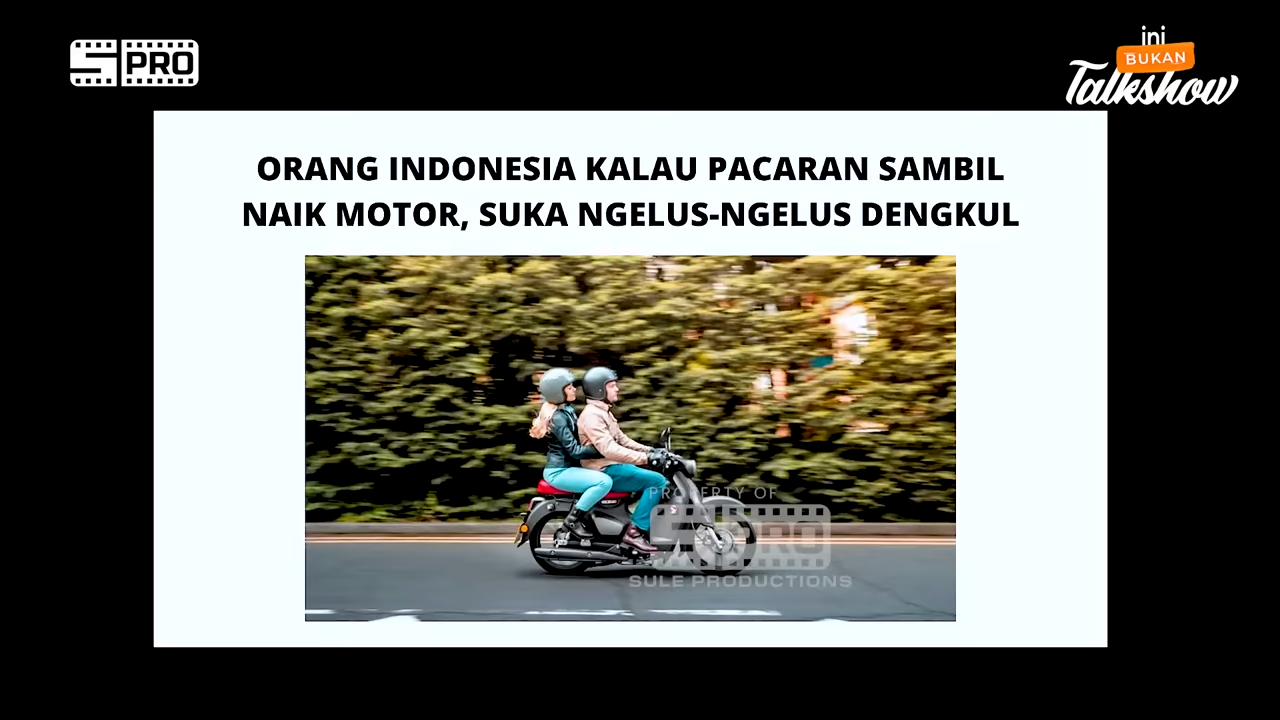 S PRO
ini
BUKAN
Talkshow
ORANG INDONESIA KALAU PACARAN SAMBIL
NAIK MOTOR, SUKA NGELUS-NGELUS DENGKUL
PROPERTY OF
S PRO
SULE PRODUCTIONS